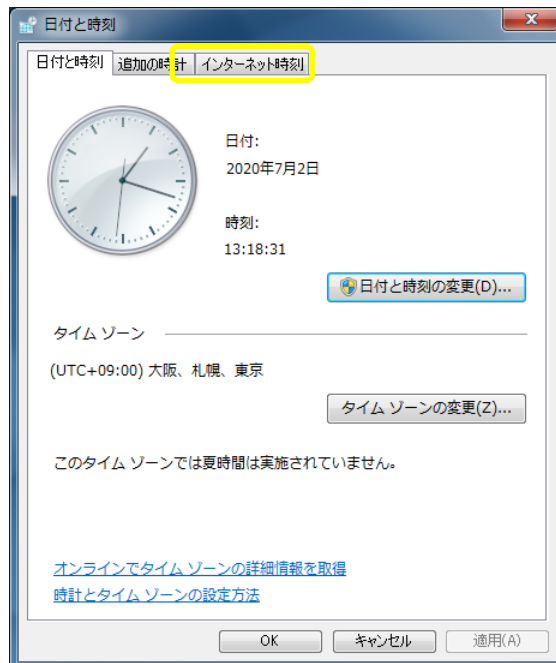 日付と時刻
日付と時刻 追加の時計 インターネット時刻
日付:
2020年7月2日
時刻:
13:18:31
日付と時刻の変更(D)...
タイム ゾーン
(UTC+09:00) 大阪、札幌、東京
タイム ゾーンの変更(Z)...
このタイム ゾーンでは夏時間は実施されていません。
オンラインでタイム ゾーンの詳細情報を取得
時計とタイム ゾーンの設定方法
OK キャンセル 適用(A)